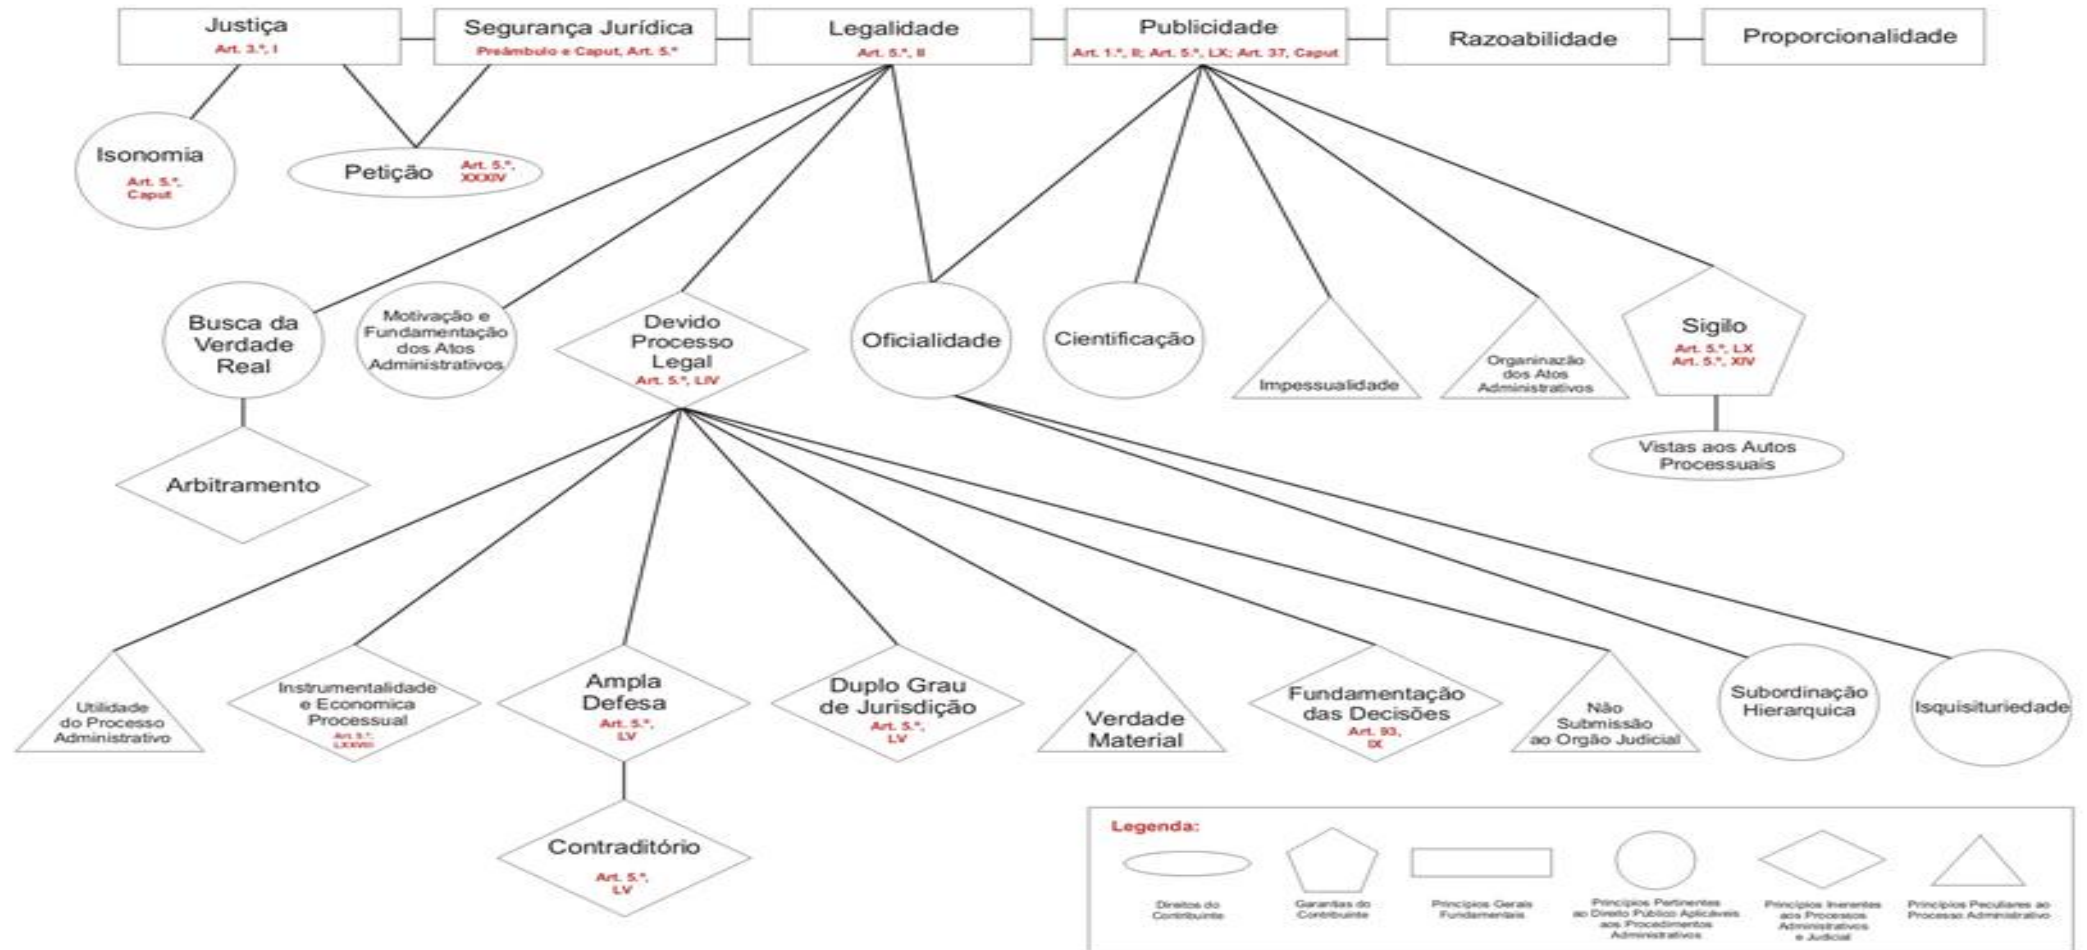 Justiça
Art. 3.º, I
Segurança Jurídica
Preâmbulo e Caput, Art. 5.º
Legalidade
Art. 5.º, II
Publicidade
Art. 1.º, II; Art. 5.º, LX; Art. 37, Caput
Razoabilidade
Proporcionalidade
Isonomia
Art. 5.º,
Caput
Petição
Art. 5.º,
XXXIV
Busca da
Verdade
Real
Motivação e
Fundamentação
dos Atos
Administrativos
Devido
Processo
Legal
Art. 5.º, LIV
Oficialidade
Cientificação
Impessualidade
Organinazão
dos Atos
Administrativos
Sigilo
Art. 5.º, LX
Art. 5.º, XIV
Arbitramento
Vistas aos Autos
Processuais
Utilidade
do Processo
Administrativo
Instrumentalidade
e Economica
Processual
Art. 5.º,
LXXVIII
Ampla
Defesa
Art. 5.º,
LV
Duplo Grau
de Jurisdição
Art. 5.º,
LV
Verdade
Material
Fundamentação
das Decisões
Art. 93,
IX
Não
Submissão
ao Orgão Judicial
Subordinação
Hierarquica
Isquisituriedade
Contraditório
Art. 5.º,
LV
Legenda:
Direitos do
Contribuinte
Garantias do
Contribuinte
Princípios Gerais
Fundamentais
Princípios Pertinentes
ao Direito Público Aplicáveis
aos Procedimentos
Administrativos
Princípios Inerentes
aos Processos
Administrativos
e Judicial
Princípios Peculiares ao
Processo Administrativo